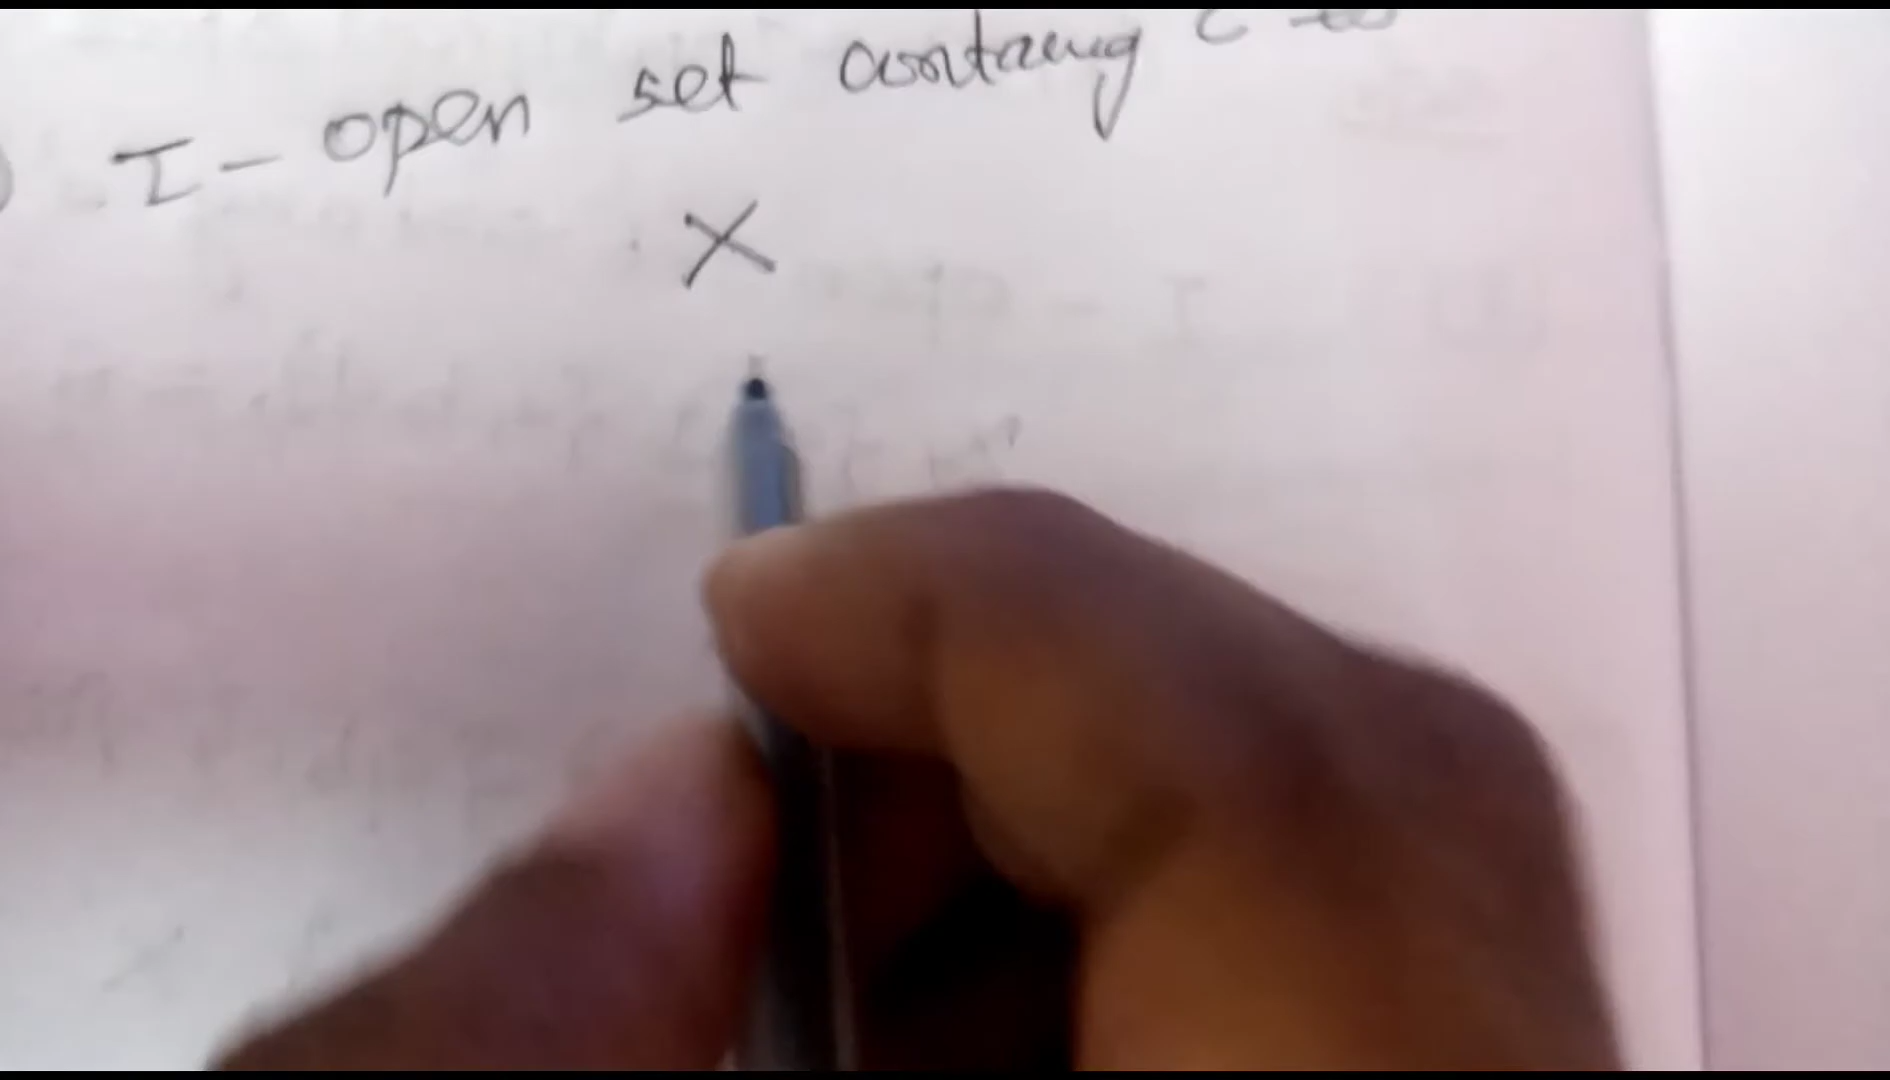 I - open set containg c
X